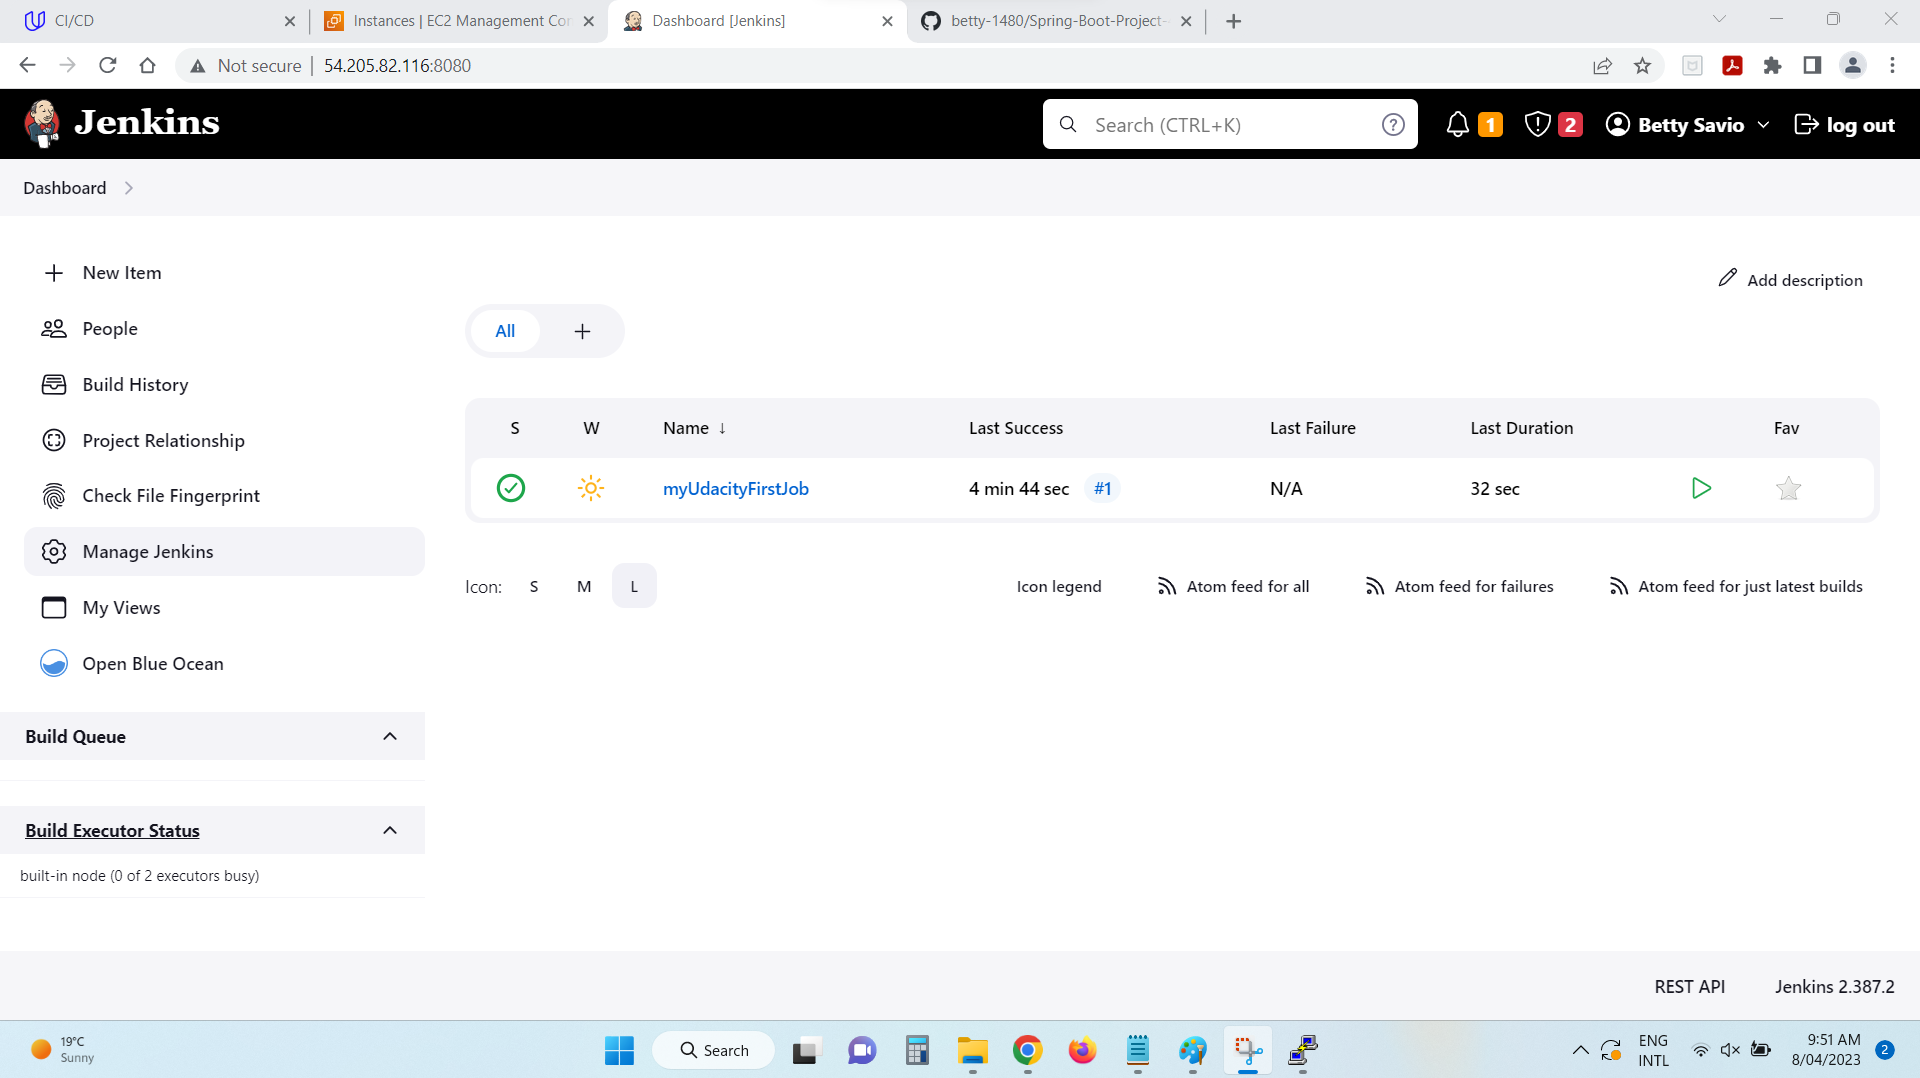 CI/CD
Instances | EC2 Management Con
Dashboard [Jenkins]
betty-1480/Spring-Boot-Project-
Not secure
54.205.82.116:8080
Jenkins
Search (CTRL+K)
1
2
Betty Savio
log out
Dashboard
New Item
People
Build History
Project Relationship
Check File Fingerprint
Manage Jenkins
My Views
Open Blue Ocean
Build Queue
Build Executor Status
built-in node (0 of 2 executors busy)
Add description
All
S W Name ↓ Last Success Last Failure Last Duration Fav
myUdacityFirstJob 4 min 44 sec #1 N/A 32 sec
Icon: S M L
Icon legend
Atom feed for all
Atom feed for failures
Atom feed for just latest builds
REST API
Jenkins 2.387.2
19°C
Sunny
Search
ENG
INTL
9:51 AM
8/04/2023
2